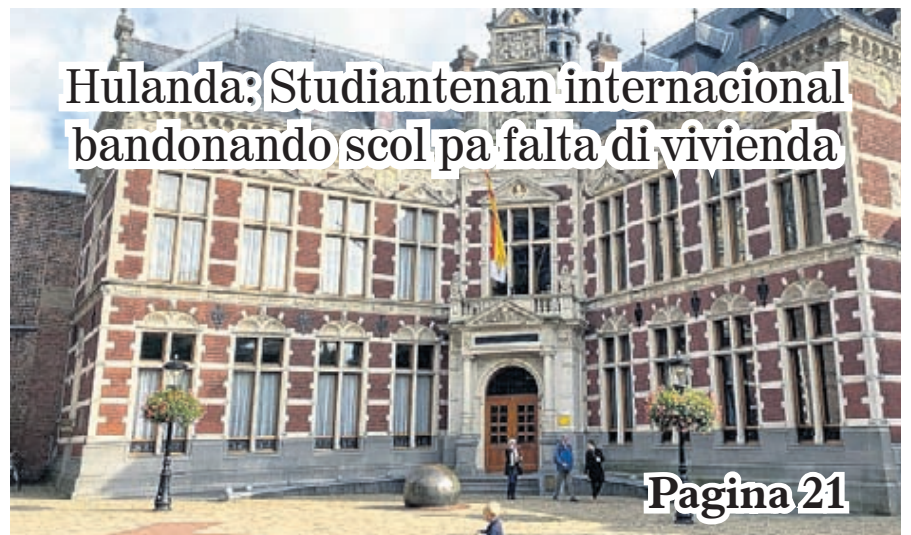 Hulanda: Studiantenan internacional
bandonando scol pa falta di vivienda
Pagina 21